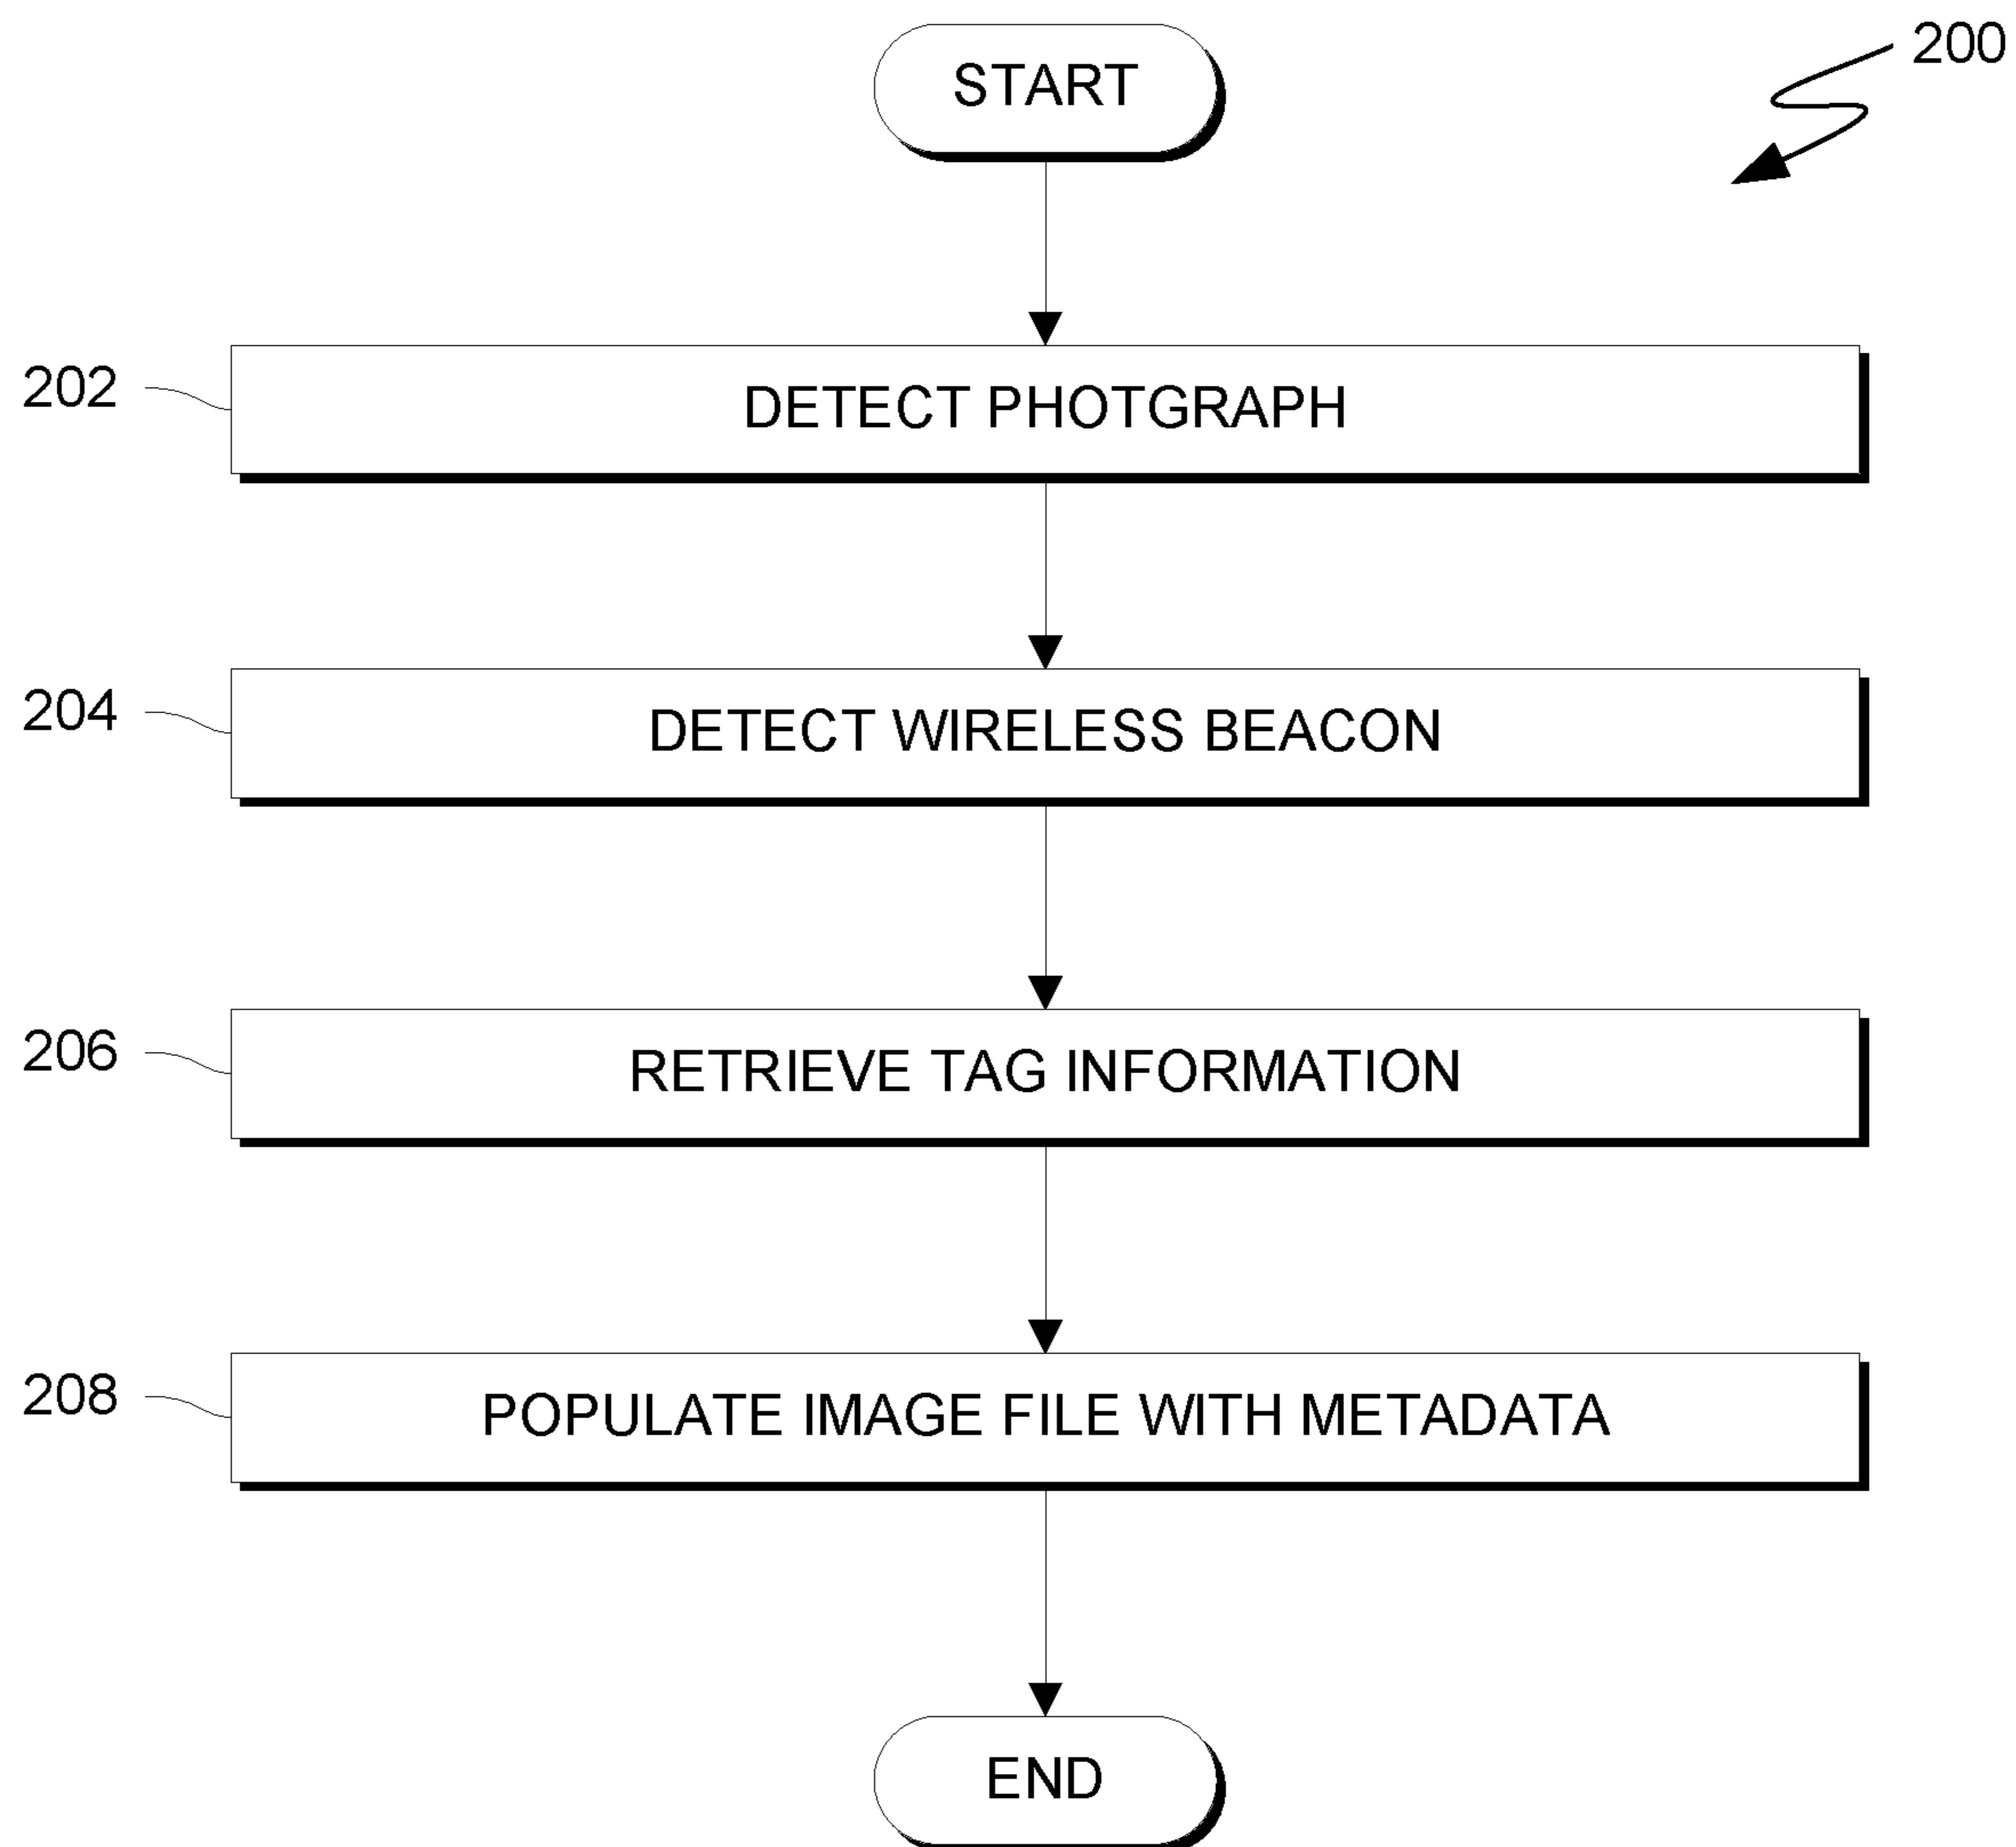 START
200
202
DETECT PHOTGRAPH
204
DETECT WIRELESS BEACON
206
RETRIEVE TAG INFORMATION
208
POPULATE IMAGE FILE WITH METADATA
END